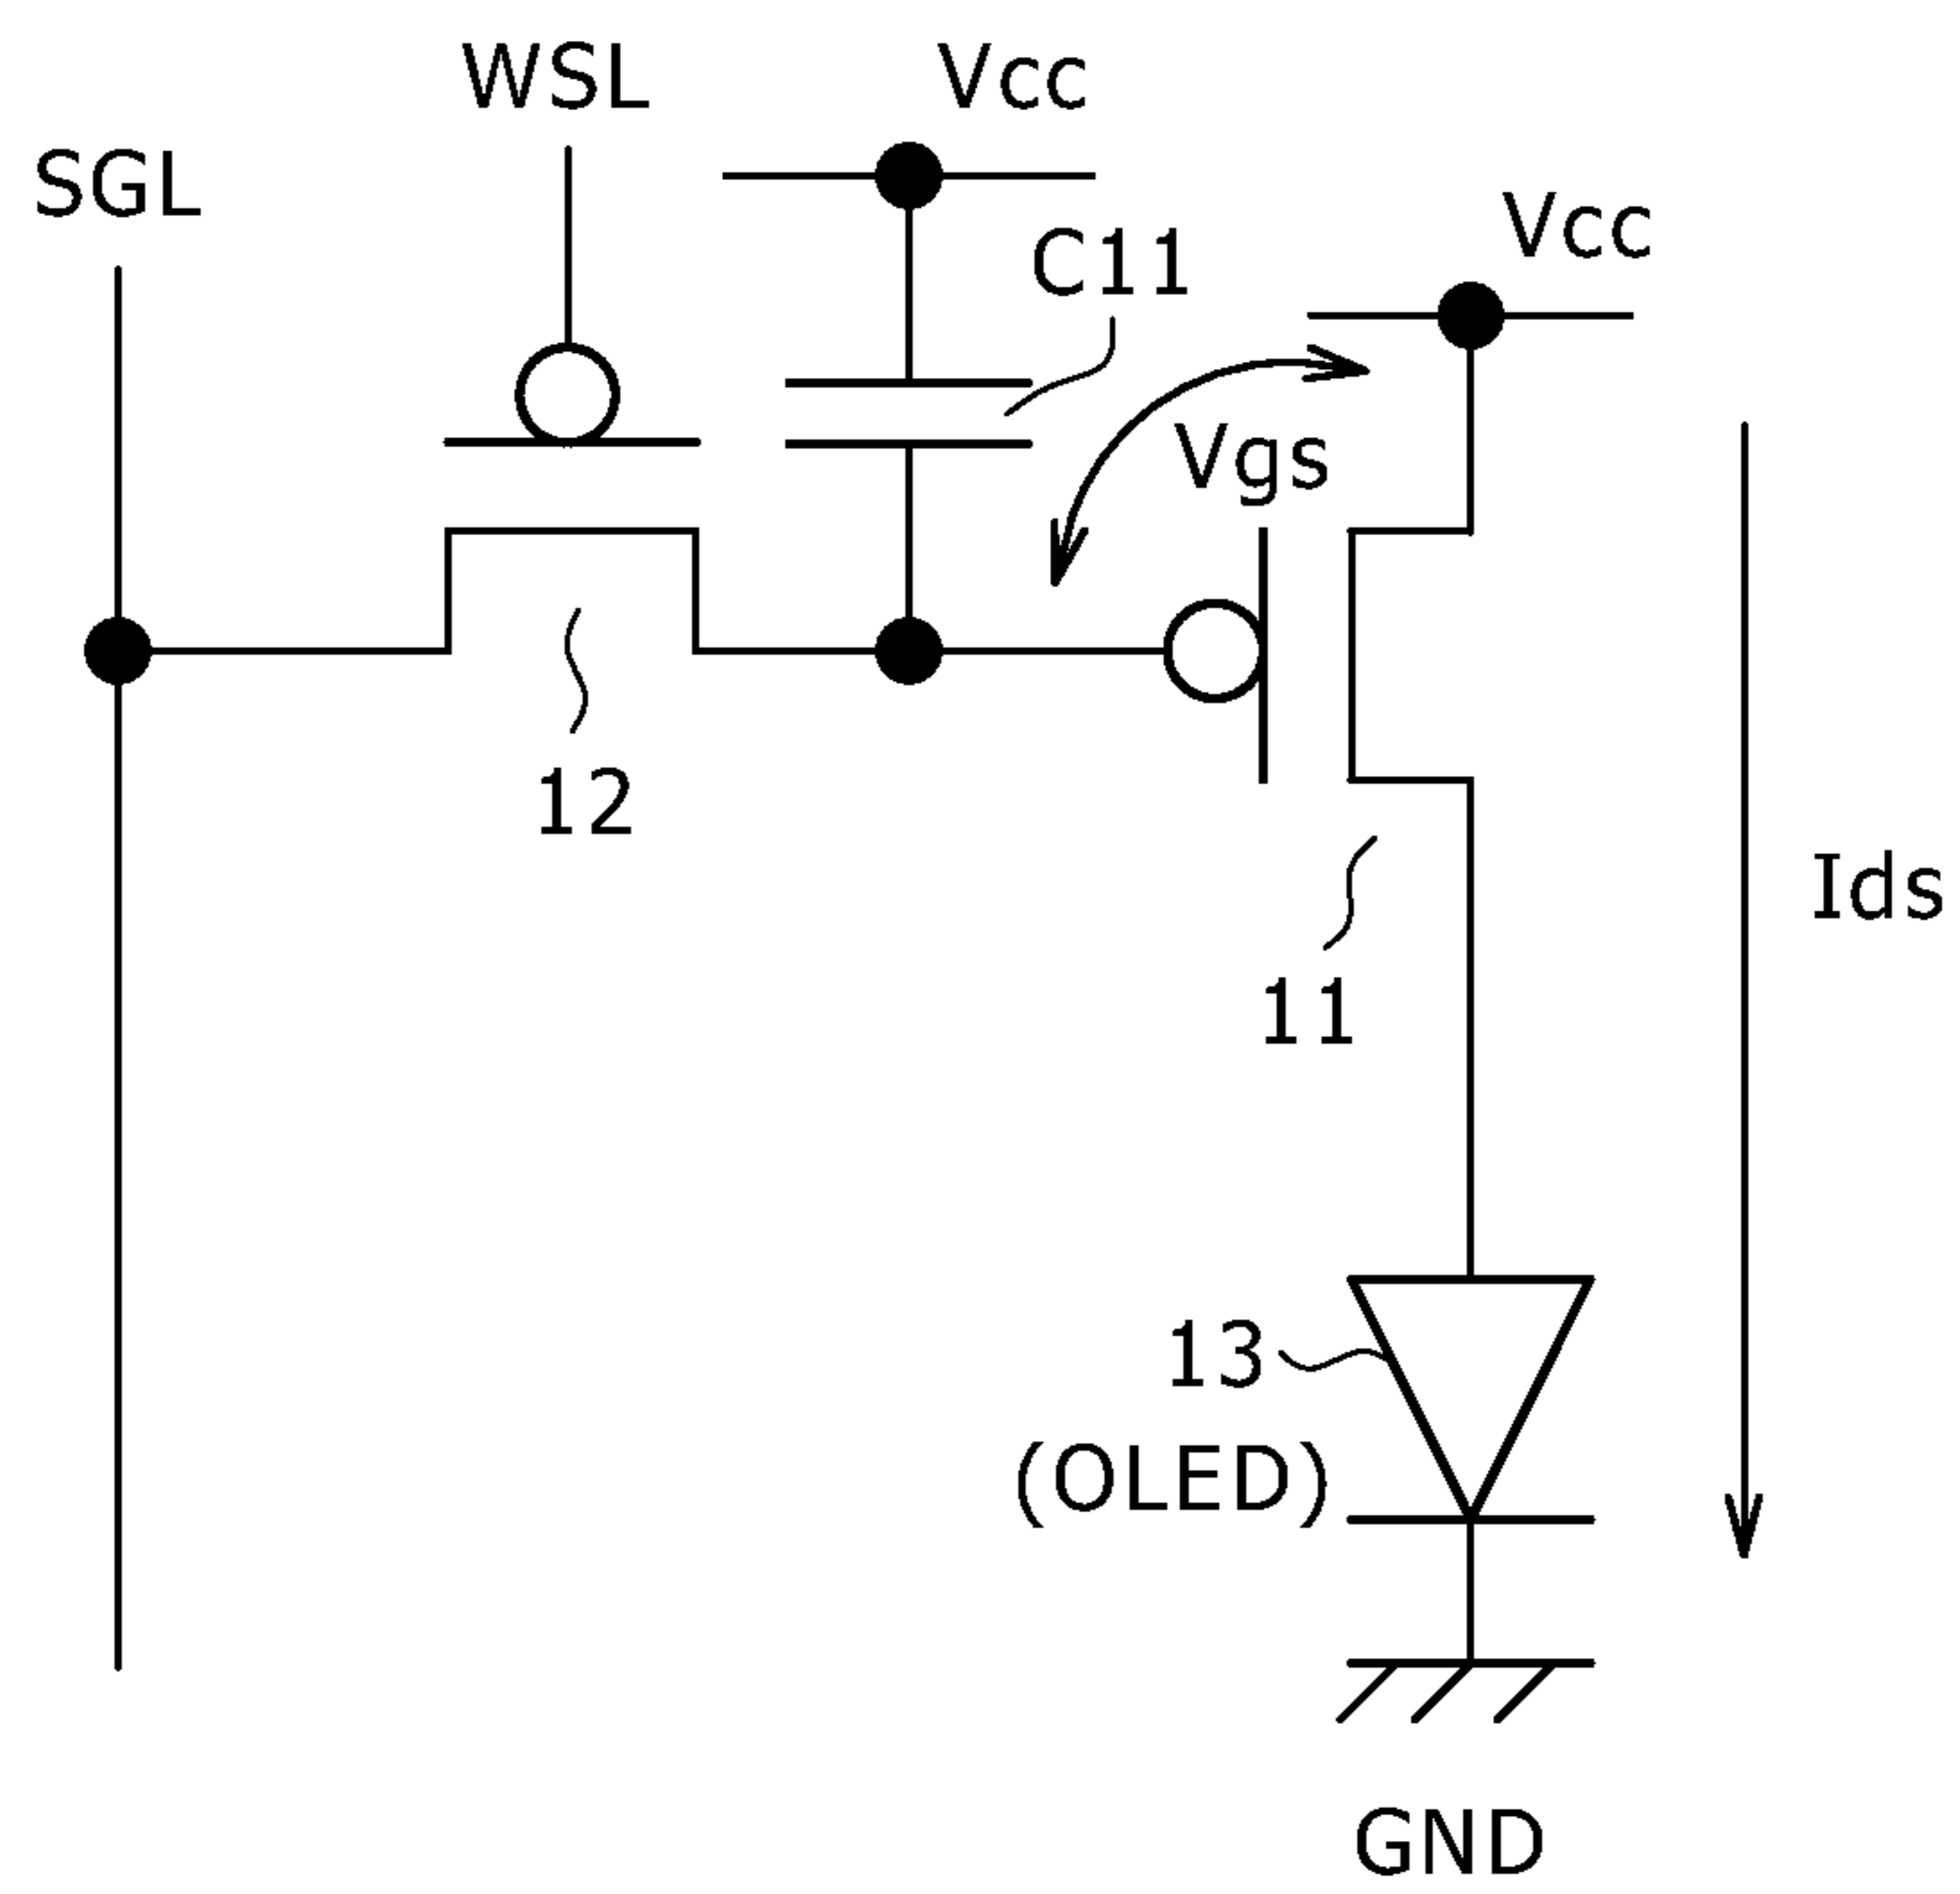 WSL
Vcc
SGL
Vcc
C11
Vgs
12
Ids
11
13
(OLED)
GND